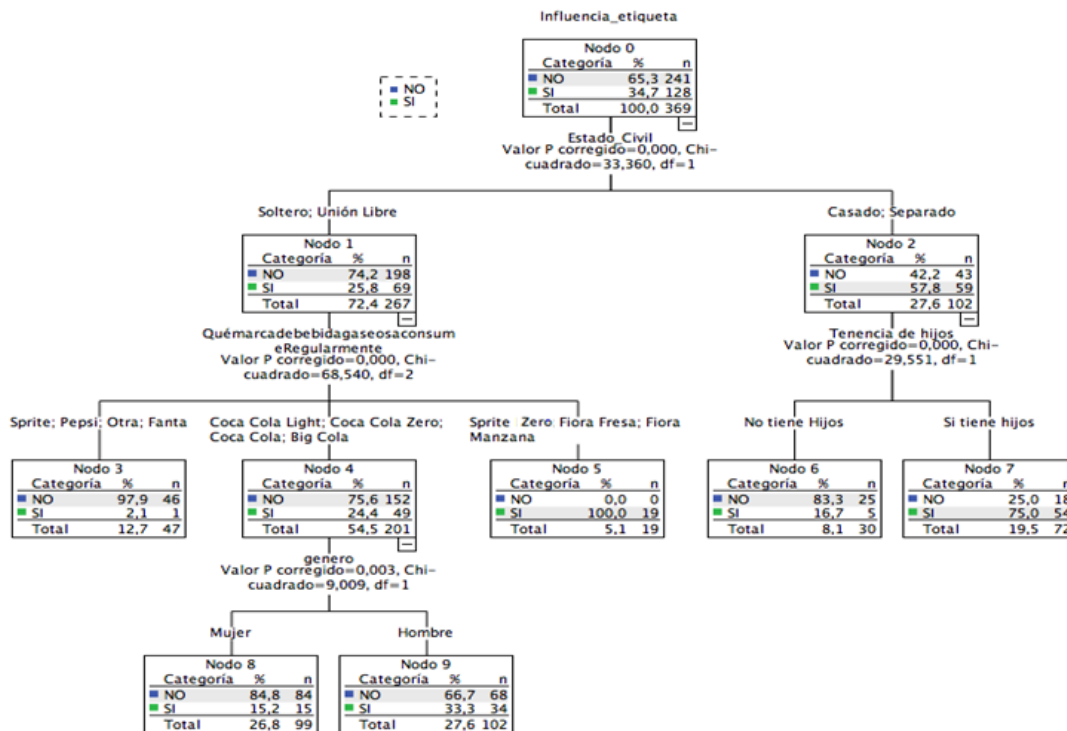 Influencia_etiqueta
Nodo 0
Categoría % n
NO 65,3 241
SI 34,7 128
Total 100,0 369
NO
SI
Estado_Civil
Valor P corregido=0,000, Chi-
cuadrado=33,360, df=1
Soltero; Unión Libre
Casado; Separado
Nodo 1
Categoría % n
NO 74,2 198
SI 25,8 69
Total 72,4 267
Nodo 2
Categoría % n
NO 42,2 43
SI 57,8 59
Total 27,6 102
Quémarcadebebidagaseosaconsum
eRegularmente
Valor P corregido=0,000, Chi-
cuadrado=68,540, df=2
Tenencia de hijos
Valor P corregido=0,000, Chi-
cuadrado=29,551, df=1
Sprite; Pepsi; Otra; Fanta
Coca Cola Light; Coca Cola Zero;
Coca Cola; Big Cola
Sprite Zero; Fiora Fresa; Fiora
Manzana
No tiene Hijos
Si tiene hijos
Nodo 3
Categoría % n
NO 97,9 46
SI 2,1 1
Total 12,7 47
Nodo 4
Categoría % n
NO 75,6 152
SI 24,4 49
Total 54,5 201
Nodo 5
Categoría % n
NO 0,0 0
SI 100,0 19
Total 5,1 19
Nodo 6
Categoría % n
NO 83,3 25
SI 16,7 5
Total 8,1 30
Nodo 7
Categoría % n
NO 25,0 18
SI 75,0 54
Total 19,5 72
genero
Valor P corregido=0,003, Chi-
cuadrado=9,009, df=1
Mujer
Hombre
Nodo 8
Categoría % n
NO 84,8 84
SI 15,2 15
Total 26,8 99
Nodo 9
Categoría % n
NO 66,7 68
SI 33,3 34
Total 27,6 102